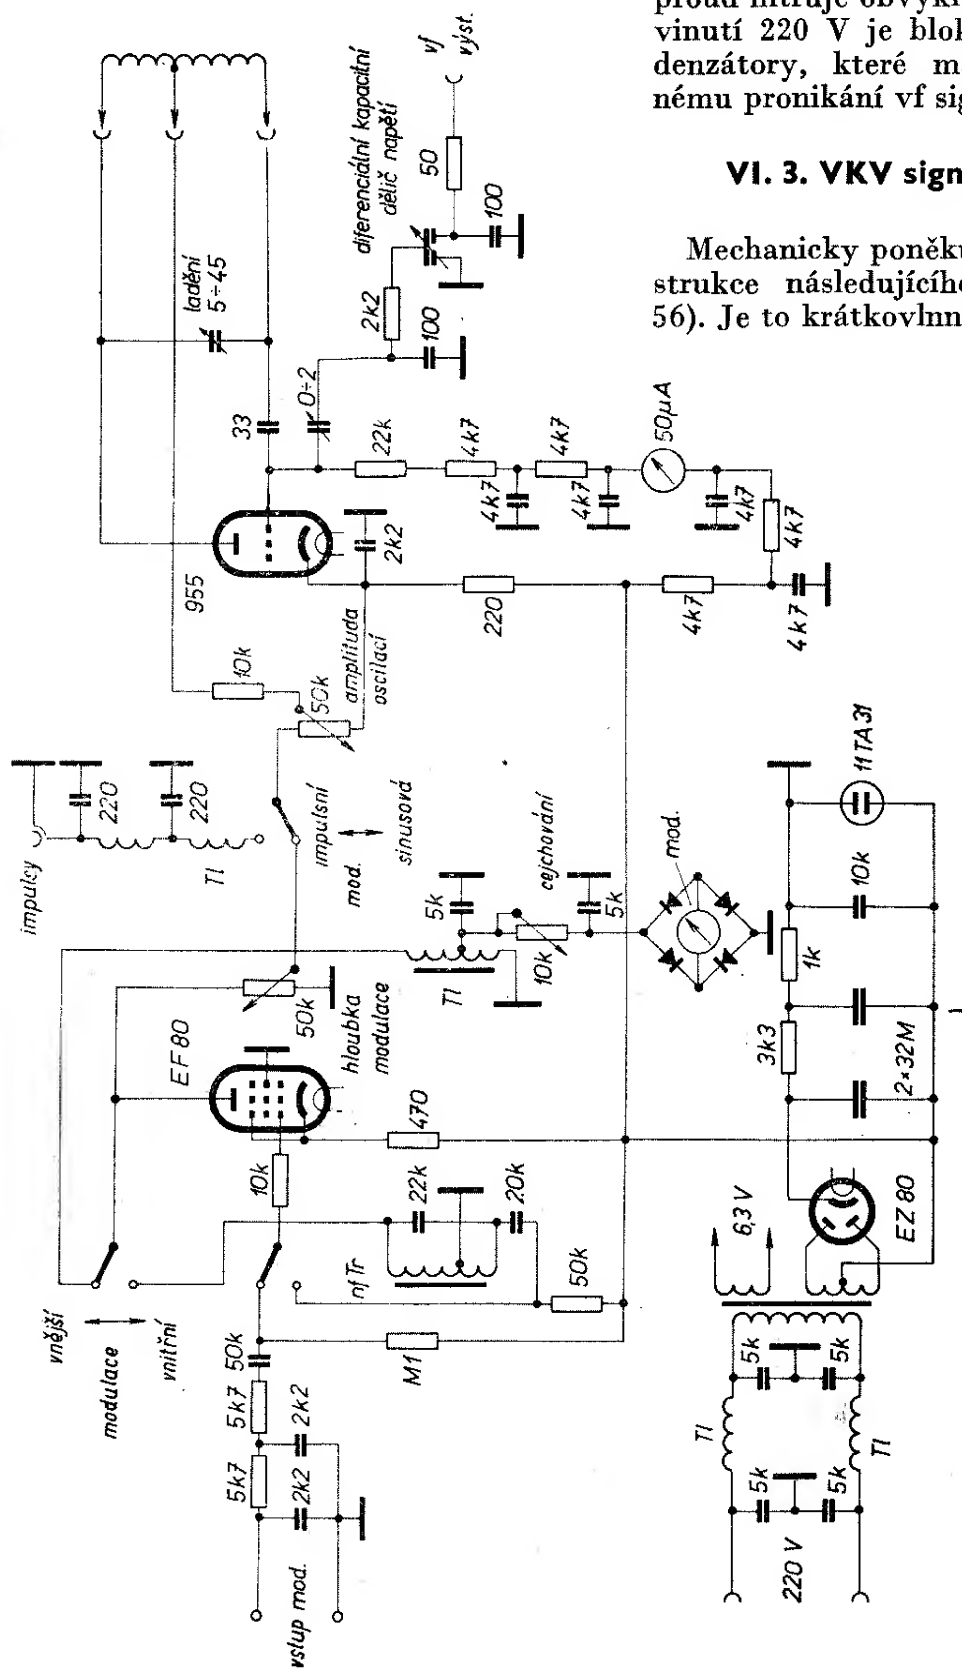 proud filtruje obvykl
vinutí 220 V je blok
denzátory, které m
nému pronikání vf sig
VI. 3. VKV sign
Mechanicky poněku
strukce následujícího
56). Je to krátkovlnn
vf
výst.
diferenciální kapacitní
dělič napětí
50
100
2k2
100
ladění
5÷45
33
0÷2
22k
4k7
4k7
50µA
4k7
4k7
4k7
4k7
955
2k2
220
4k7
4k7
10k
50k
amplituda
oscilací
impulcy
220
220
Tl
impulsní
mod.
sinusová
5k
cejchování
5k
10k
Tl
mod.
11TA31
10k
1k
3k3
2×32M
EF80
50k
hloubka
modulace
470
10k
22k
20k
nfTr
50k
6,3 V
EZ80
vnější
modulace
vnitřní
50k
M1
5k7
2k2
5k7
2k2
vstup mod.
Tl
5k
5k
Tl
5k
5k
220 V